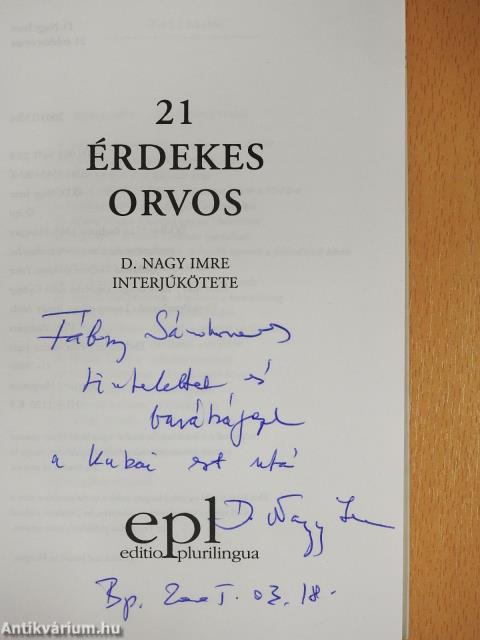 21
ÉRDEKES
ORVOS
D. NAGY IMRE
INTERJÚKÖTETE
Fábry Sándornak
tisztelettel és
barátsággal
a Kubai est után
D. Nagy Imre
epl
editio plurilingua
Bp. 2005. 03. 18.
Antikvárium.hu